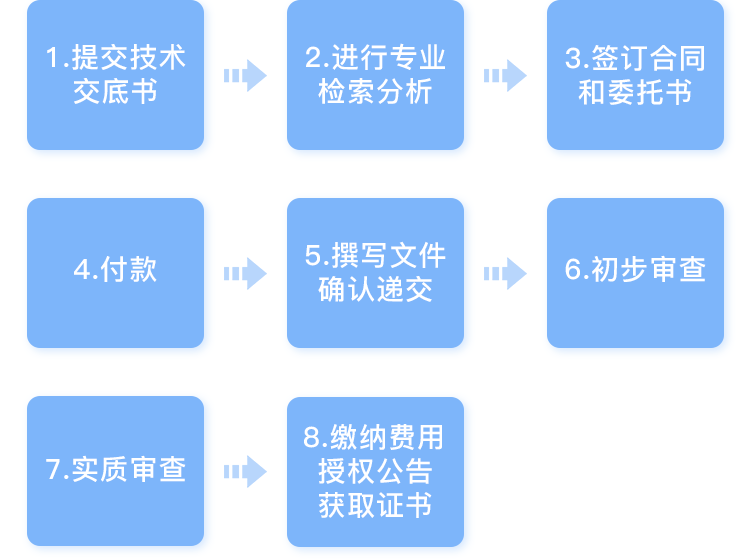 1.提交技术
交底书
2.进行专业
检索分析
3.签订合同
和委托书
4.付款
5.撰写文件
确认递交
6.初步审查
7.实质审查
8.缴纳费用
授权公告
获取证书